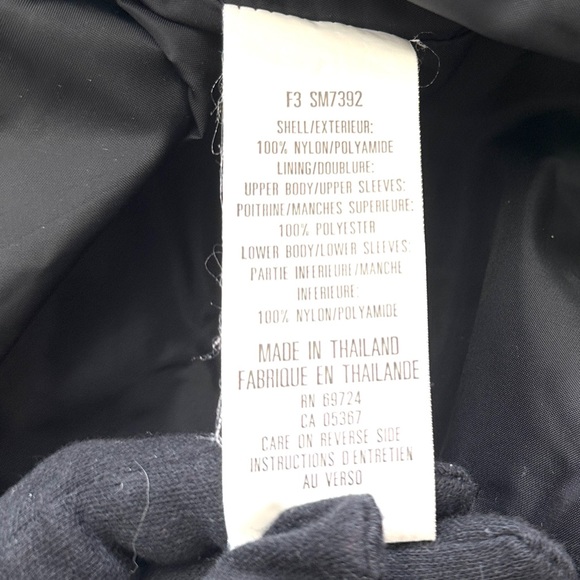 F3 SM7392
SHELL/EXTERIEUR:
100% NYLON/POLYAMIDE
LINING/DOUBLURE:
UPPER BODY/UPPER SLEEVES:
POITRINE/MANCHES SUPERIEURE:
100% POLYESTER
LOWER BODY/LOWER SLEEVES:
PARTIE INFERIEURE/MANCHE
INFERIEURE:
100% NYLON/POLYAMIDE
MADE IN THAILAND
FABRIQUE EN THAILANDE
RN 69724
CA 05367
CARE ON REVERSE SIDE
INSTRUCTIONS D'ENTRETIEN
AU VERSO